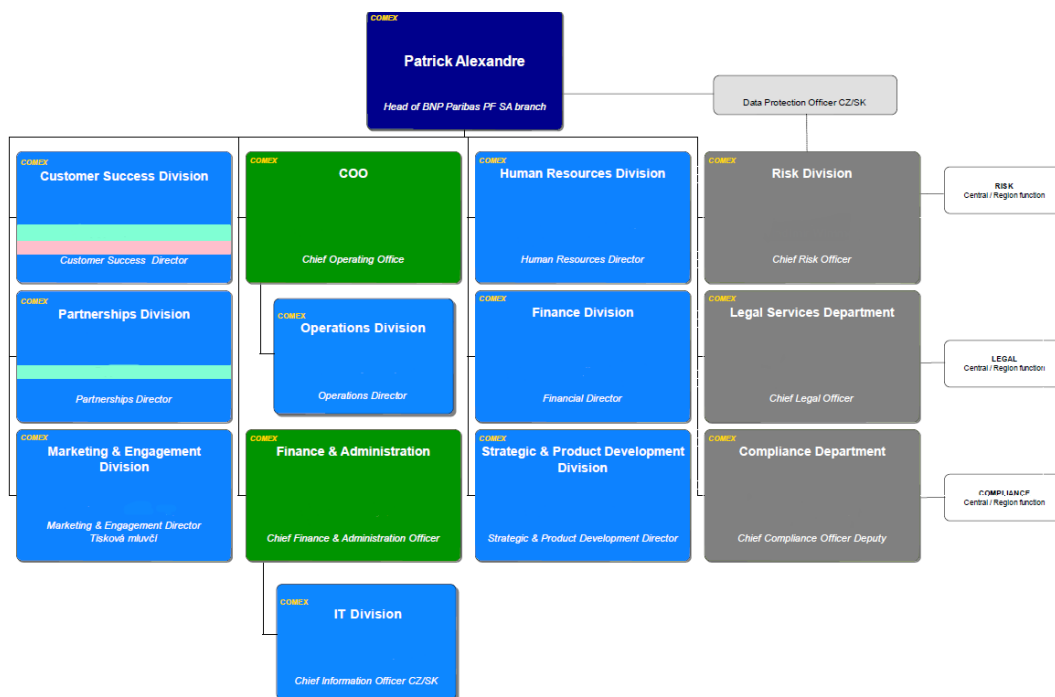 COMEX
Patrick Alexandre
Head of BNP Paribas PF SA branch
Data Protection Officer CZ/SK
COMEX
Customer Success Division
Customer Success Director
COMEX
COO
Chief Operating Office
COMEX
Human Resources Division
Human Resources Director
COMEX
Risk Division
Chief Risk Officer
RISK
Central / Region function
COMEX
Partnerships Division
Partnerships Director
COMEX
Operations Division
Operations Director
COMEX
Finance Division
Financial Director
COMEX
Legal Services Department
Chief Legal Officer
LEGAL
Central / Region function
COMEX
Marketing & Engagement
Division
Marketing & Engagement Director
Tisková mluvčí
COMEX
Finance & Administration
Chief Finance & Administration Officer
COMEX
Strategic & Product Development
Division
Strategic & Product Development Director
COMEX
Compliance Department
Chief Compliance Officer Deputy
COMPLIANCE
Central / Region function
COMEX
IT Division
Chief Information Officer CZ/SK